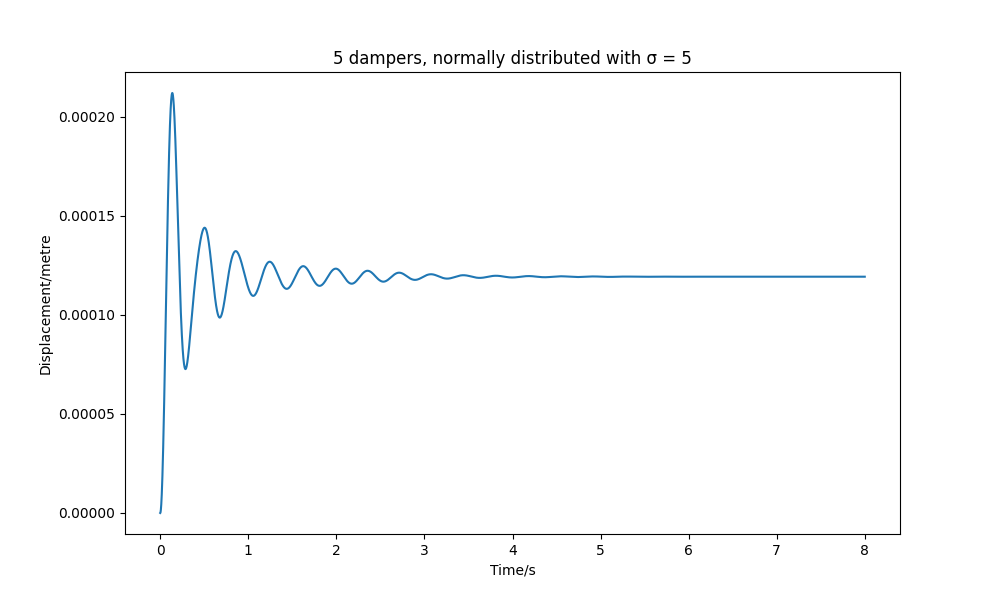 5 dampers, normally distributed with σ = 5
0.00020
0.00015
0.00010
0.00005
0.00000
Displacement/metre
0 1 2 3 4 5 6 7 8
Time/s